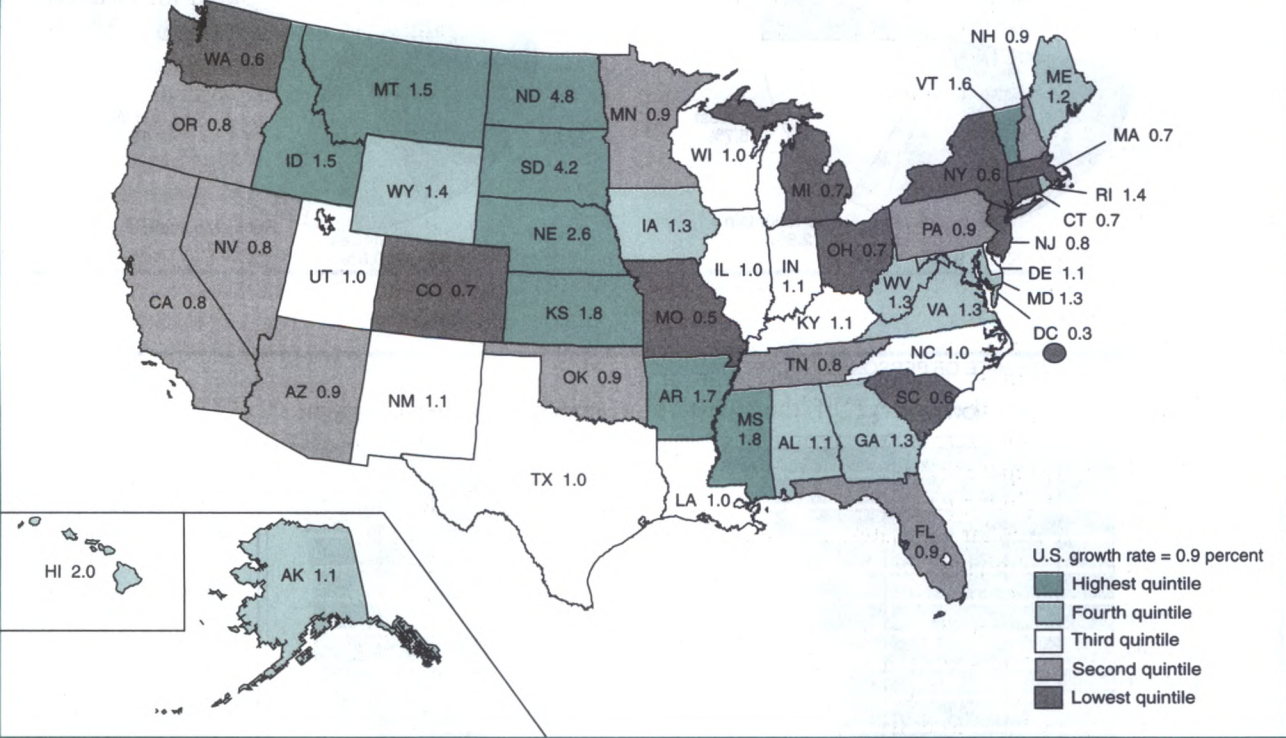 NH 0.9
WA 0.6
MT 1.5
ND 4.8
VT 1.6
ME
1.2
MN 0.9
OR 0.8
MA 0.7
ID 1.5
SD 4.2
WI 1.0
NY 0.6
WY 1.4
MI 0.7
RI 1.4
CT 0.7
IA 1.3
PA 0.9
NE 2.6
NV 0.8
OH 0.7
NJ 0.8
UT 1.0
IL 1.0
IN
1.1
DE 1.1
CO 0.7
WV
1.3
MD 1.3
CA 0.8
KS 1.8
MO 0.5
VA 1.3
KY 1.1
DC 0.3
NC 1.0
TN 0.8
OK 0.9
AZ 0.9
NM 1.1
AR 1.7
SC 0.6
MS
1.8
AL 1.1
GA 1.3
TX 1.0
LA 1.0
FL
0.9
HI 2.0
AK 1.1
U.S. growth rate = 0.9 percent
Highest quintile
Fourth quintile
Third quintile
Second quintile
Lowest quintile